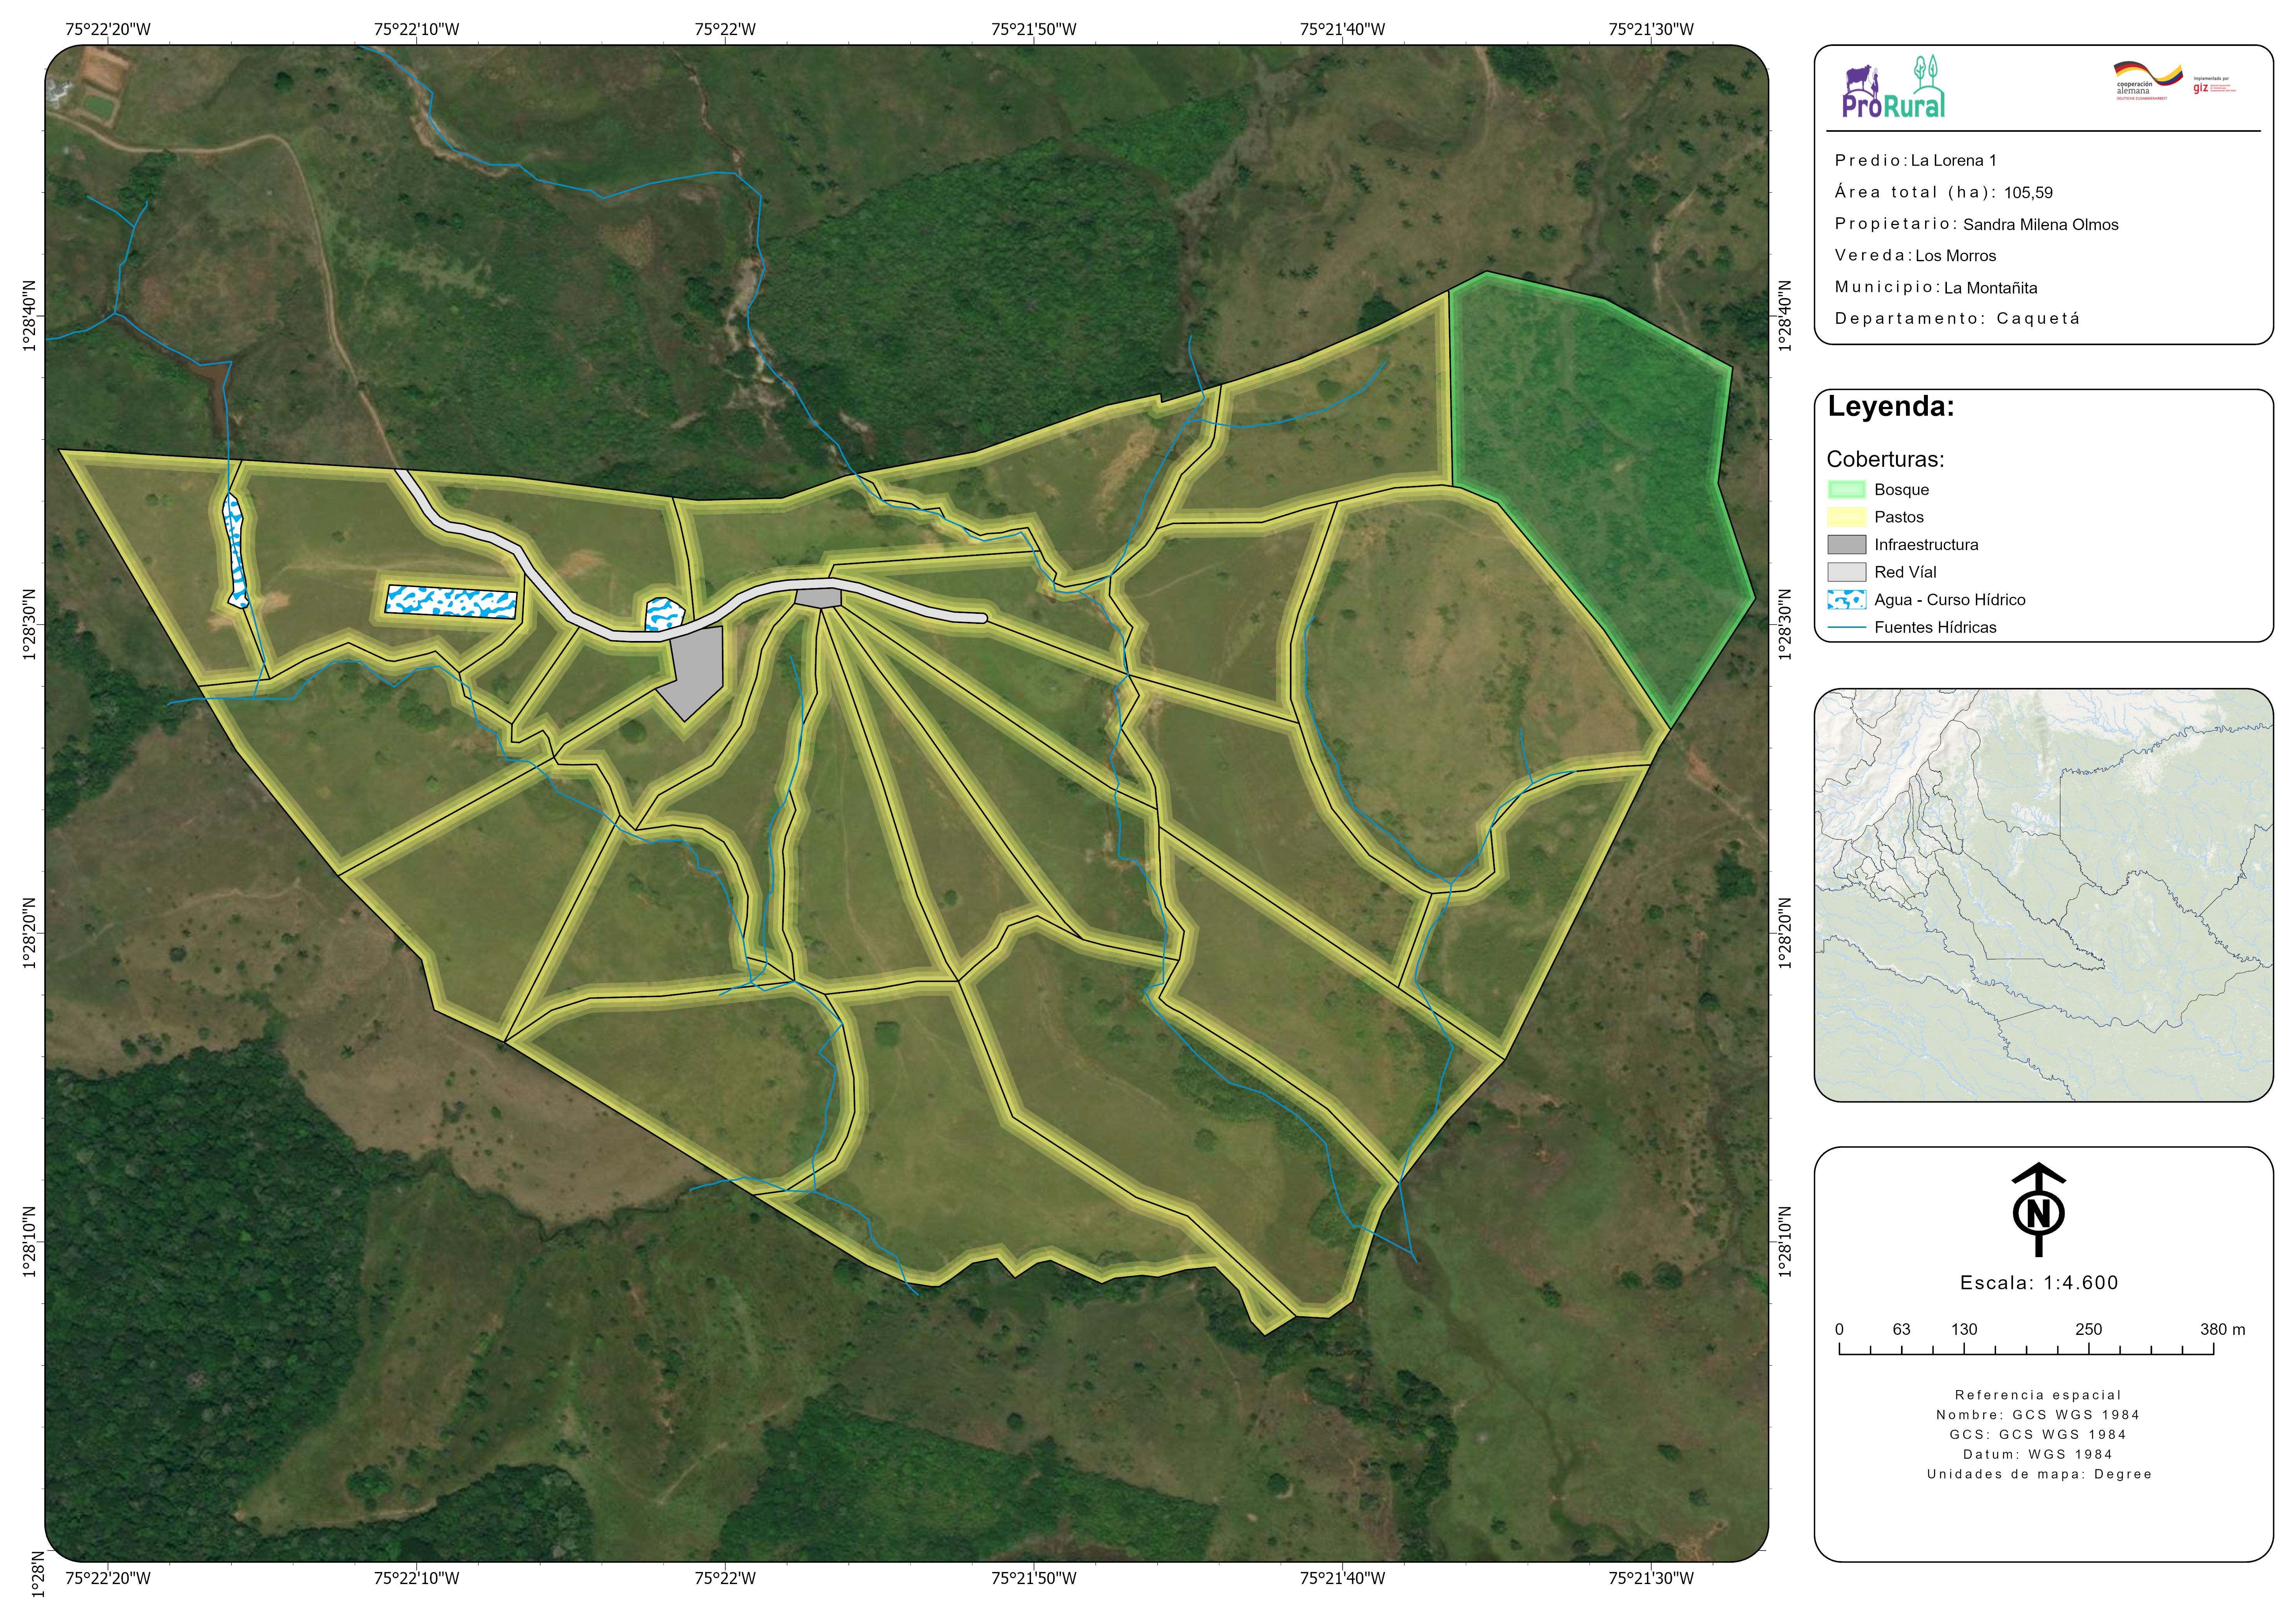 75°22'20"W 75°22'10"W 75°22'W 75°21'50"W 75°21'40"W 75°21'30"W
1°28'40"N
1°28'30"N
1°28'20"N
1°28'10"N
1°28'N
1°28'40"N
1°28'30"N
1°28'20"N
1°28'10"N
75°22'20"W 75°22'10"W 75°22'W 75°21'50"W 75°21'40"W 75°21'30"W
ProRural
cooperación
alemana
DEUTSCHE ZUSAMMENARBEIT
Implementada por
giz
Predio: La Lorena 1
Área total (ha): 105,59
Propietario: Sandra Milena Olmos
Vereda: Los Morros
Municipio: La Montañita
Departamento: Caquetá
Leyenda:
Coberturas:
Bosque
Pastos
Infraestructura
Red Víal
Agua - Curso Hídrico
Fuentes Hídricas
N
Escala: 1:4.600
0 63 130 250 380 m
Referencia espacial
Nombre: GCS WGS 1984
GCS: GCS WGS 1984
Datum: WGS 1984
Unidades de mapa: Degree